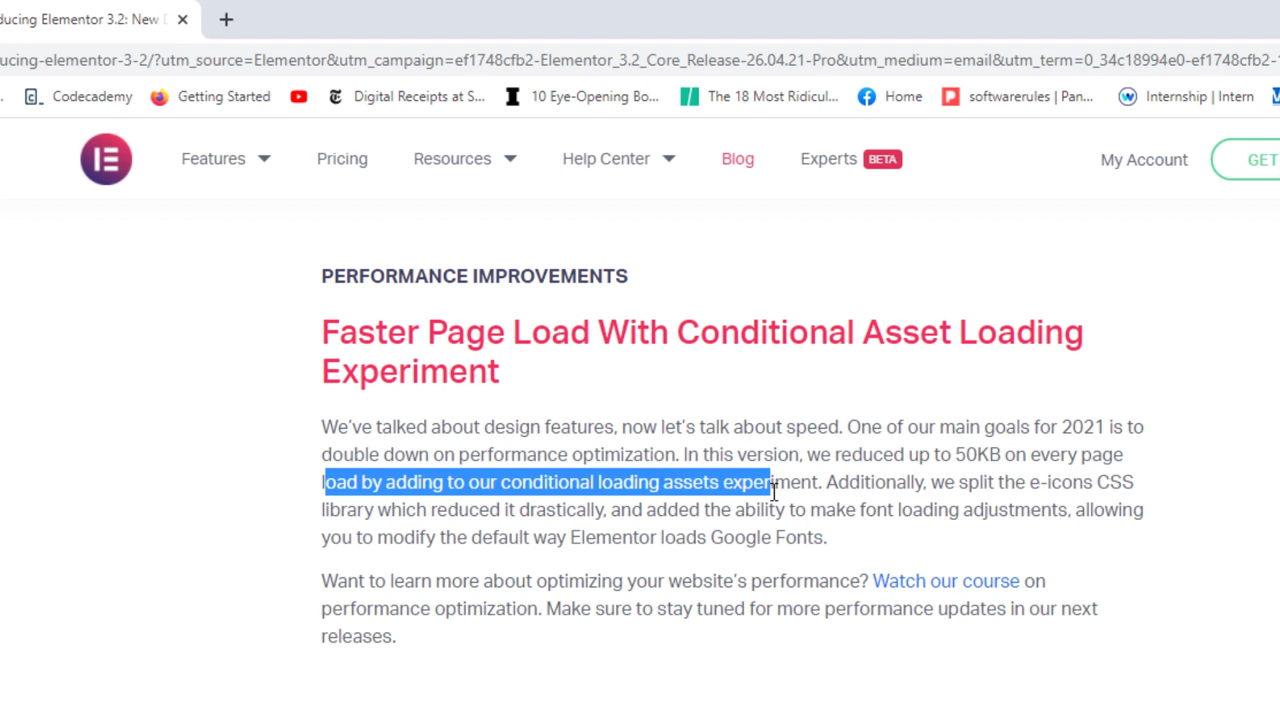 ducing Elementor 3.2: New
ucing-elementor-3-2/?utm_source=Elementor&utm_campaign=ef1748cfb2-Elementor_3.2_Core_Release-26.04.21-Pro&utm_medium=email&utm_term=0_34c18994e0-ef1748cfb2-
Codecademy Getting Started Digital Receipts at S... 10 Eye-Opening Bo... The 18 Most Ridicul... Home softwarerules | Pan... Internship | Intern
Features Pricing Resources Help Center Blog Experts BETA My Account GET
PERFORMANCE IMPROVEMENTS
Faster Page Load With Conditional Asset Loading
Experiment
We’ve talked about design features, now let’s talk about speed. One of our main goals for 2021 is to
double down on performance optimization. In this version, we reduced up to 50KB on every page
load by adding to our conditional loading assets experiment. Additionally, we split the e-icons CSS
library which reduced it drastically, and added the ability to make font loading adjustments, allowing
you to modify the default way Elementor loads Google Fonts.
Want to learn more about optimizing your website’s performance? Watch our course on
performance optimization. Make sure to stay tuned for more performance updates in our next
releases.